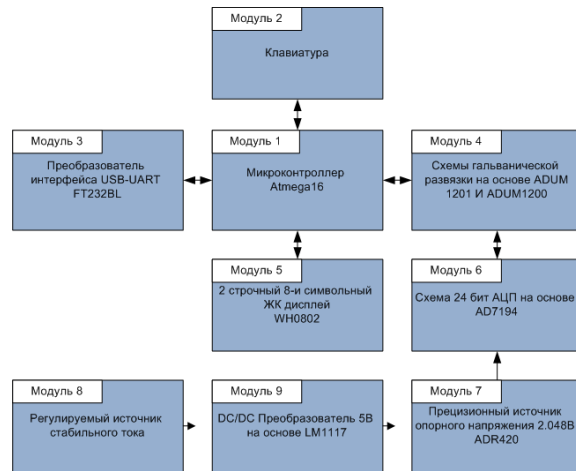 Модуль 2
Клавиатура
Модуль 3
Преобразователь
интерфейса USB-UART
FT232BL
Модуль 1
Микроконтроллер
Atmega16
Модуль 4
Схемы гальванической
развязки на основе ADUM
1201 И ADUM1200
Модуль 5
2 строчный 8-и символьный
ЖК дисплей
WH0802
Модуль 6
Схема 24 бит АЦП на основе
AD7194
Модуль 8
Регулируемый источник
стабильного тока
Модуль 9
DC/DC Преобразователь 5В
на основе LM1117
Модуль 7
Прецизионный источник
опорного напряжения 2.048В
ADR420